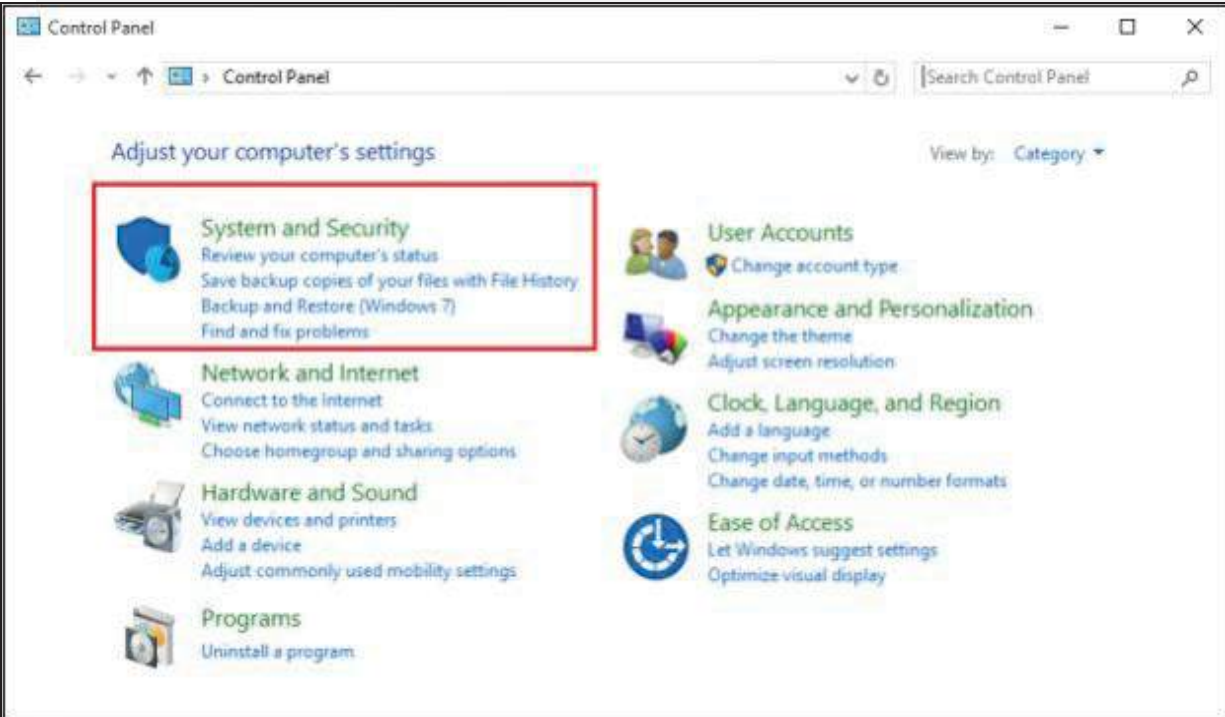 Control Panel
Control Panel
Search Control Panel
Adjust your computer's settings
View by: Category
System and Security
Review your computer's status
Save backup copies of your files with File History
Backup and Restore (Windows 7)
Find and fix problems
Network and Internet
Connect to the Internet
View network status and tasks
Choose homegroup and sharing options
Hardware and Sound
View devices and printers
Add a device
Adjust commonly used mobility settings
Programs
Uninstall a program
User Accounts
Change account type
Appearance and Personalization
Change the theme
Adjust screen resolution
Clock, Language, and Region
Add a language
Change input methods
Change date, time, or number formats
Ease of Access
Let Windows suggest settings
Optimize visual display